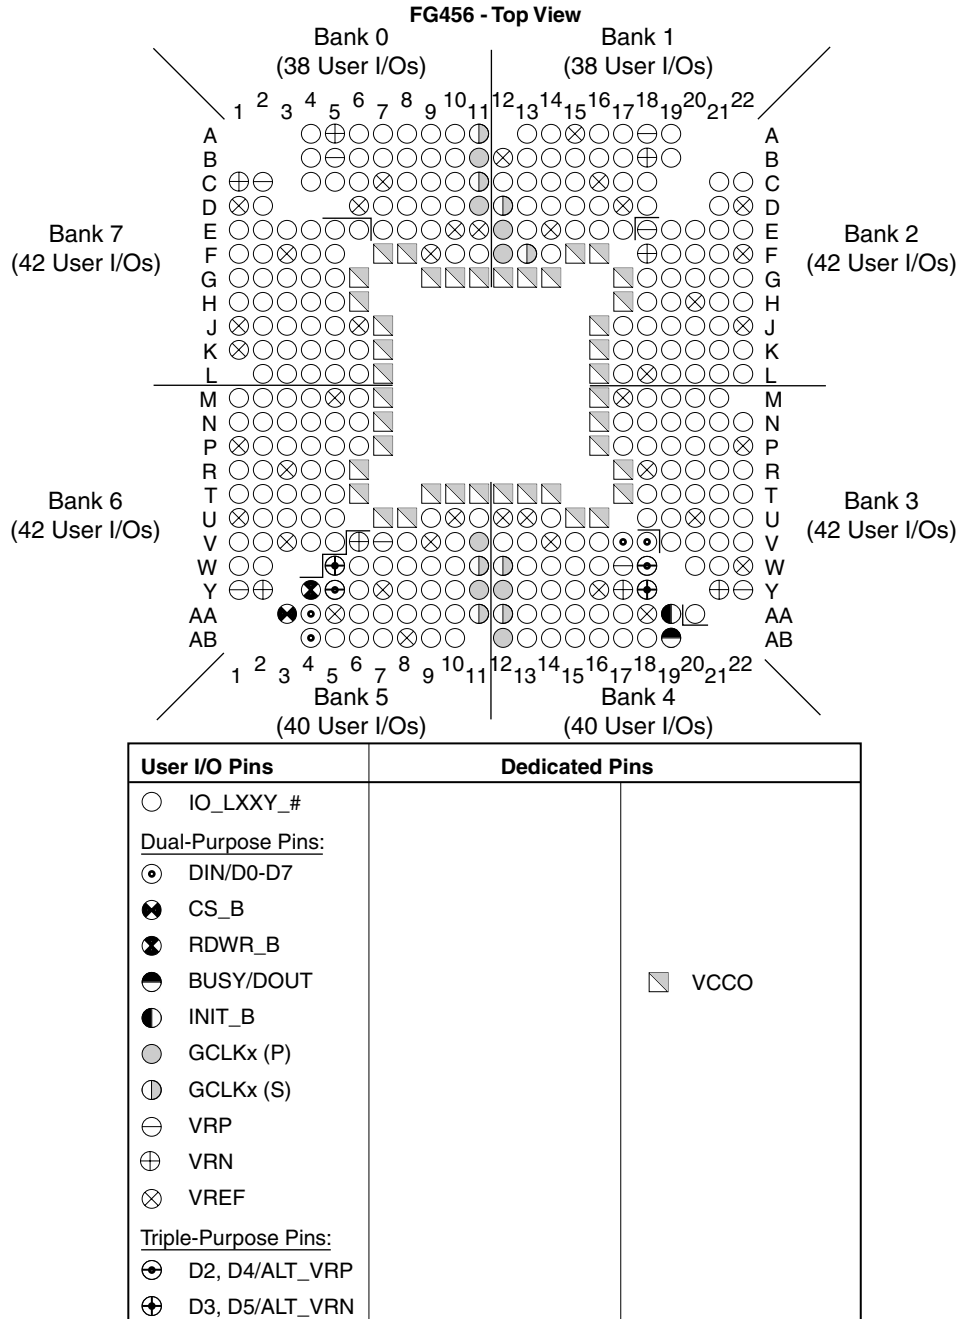 FG456 - Top View
Bank 0
(38 User I/Os)
Bank 1
(38 User I/Os)
1 2 3 4 5 6 7 8 9 10 11 12 13 14 15 16 17 18 19 20 21 22
A A
B B
C C
D D
E E
F F
G G
H H
J J
K K
L L
M M
N N
P P
R R
T T
U U
V V
W W
Y Y
AA AA
AB AB
Bank 7
(42 User I/Os)
Bank 2
(42 User I/Os)
Bank 6
(42 User I/Os)
Bank 3
(42 User I/Os)
1 2 3 4 5 6 7 8 9 10 11 12 13 14 15 16 17 18 19 20 21 22
Bank 5
(40 User I/Os)
Bank 4
(40 User I/Os)
User I/O Pins
Dedicated Pins
IO_LXXY_#
Dual-Purpose Pins:
DIN/D0-D7
CS_B
RDWR_B
BUSY/DOUT
VCCO
INIT_B
GCLKx (P)
GCLKx (S)
VRP
VRN
VREF
Triple-Purpose Pins:
D2, D4/ALT_VRP
D3, D5/ALT_VRN